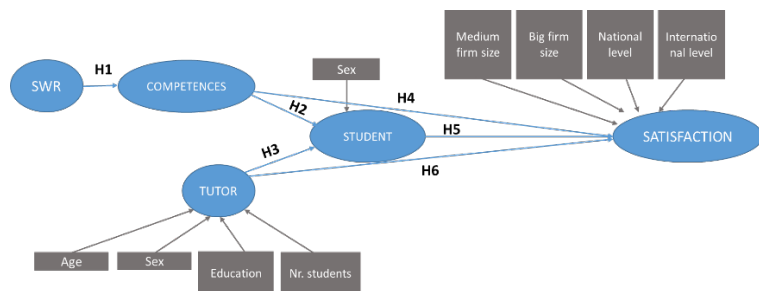 Medium
firm size
Big firm
size
National
level
Internatio
nal level
Sex
H1
SWR
COMPETENCES
H4
H2
STUDENT
H5
SATISFACTION
H3
H6
TUTOR
Age
Sex
Education
Nr. students